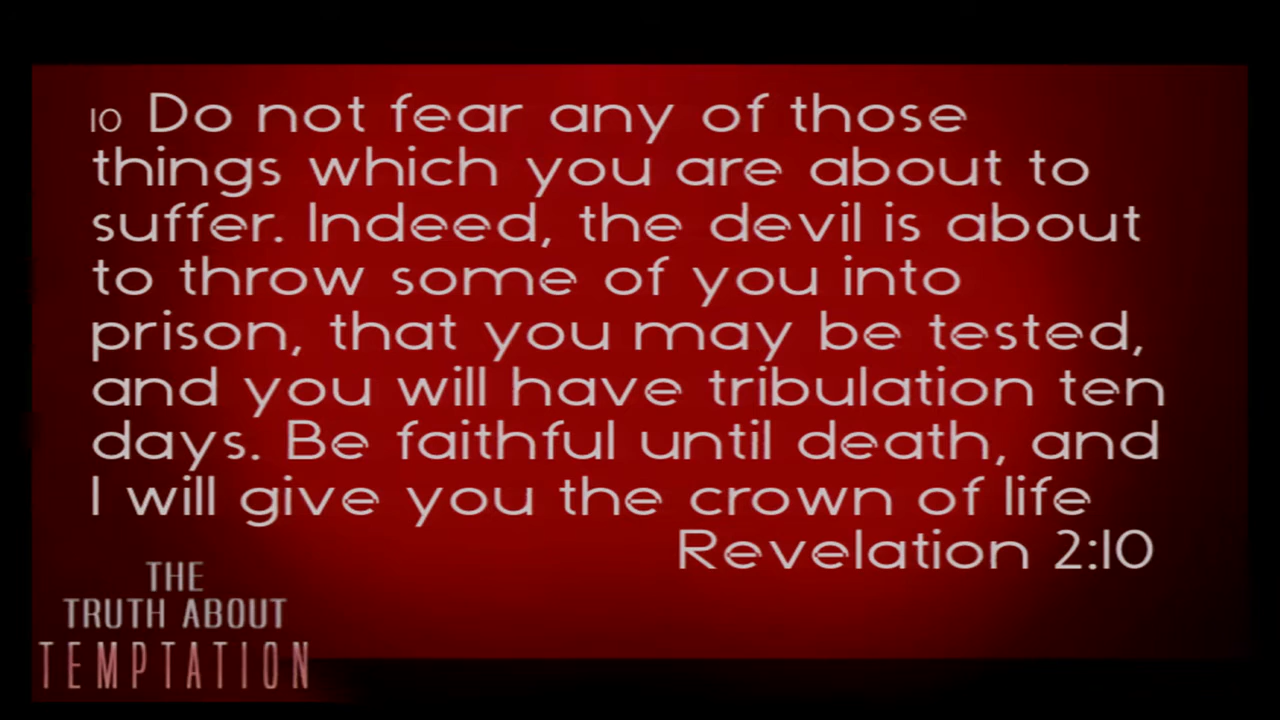 10 Do not fear any of those
things which you are about to
suffer. Indeed, the devil is about
to throw some of you into
prison, that you may be tested,
and you will have tribulation ten
days. Be faithful until death, and
I will give you the crown of life
Revelation 2:10
THE
TRUTH ABOUT
TEMPTATION